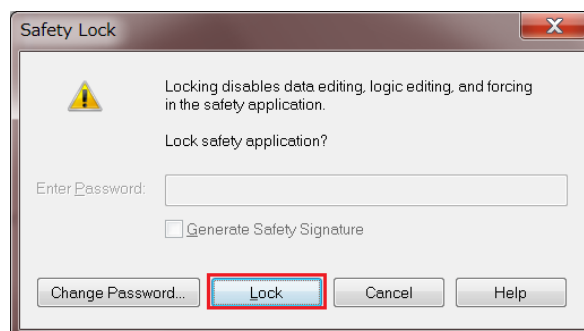 Safety Lock
Locking disables data editing, logic editing, and forcing
in the safety application.
Lock safety application?
Enter Password:
Generate Safety Signature
Change Password... Lock Cancel Help